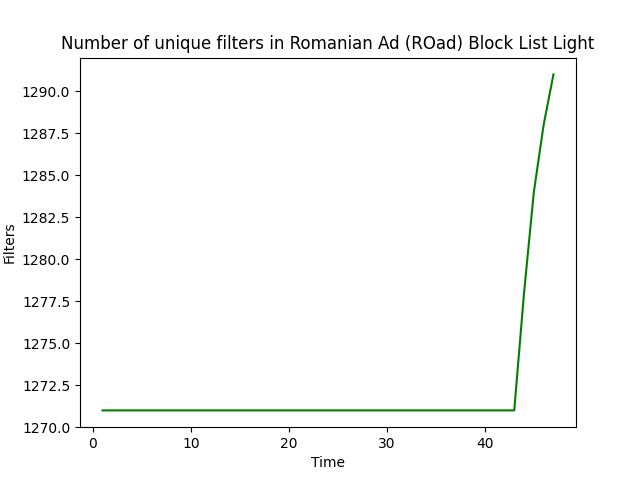 Number of unique filters in Romanian Ad (ROad) Block List Light
1290.0
1287.5
1285.0
1282.5
1280.0
1277.5
1275.0
1272.5
1270.0
Filters
0 10 20 30 40
Time